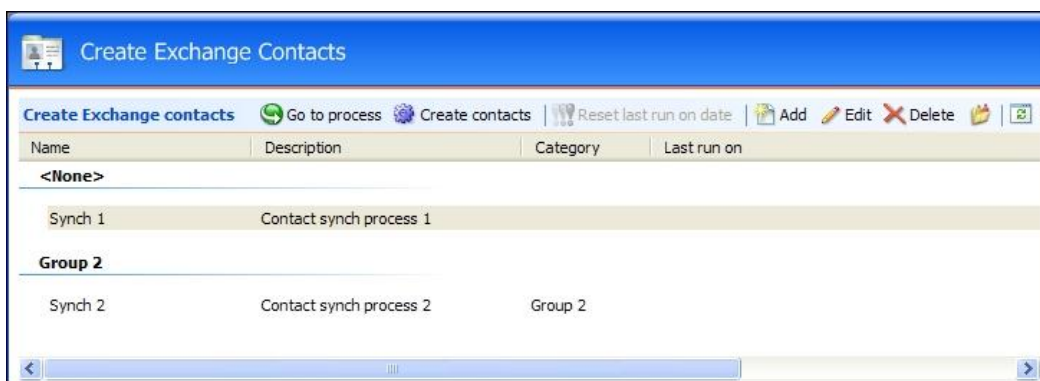 Create Exchange Contacts
Create Exchange contacts Go to process Create contacts Reset last run on date Add Edit Delete
Name Description Category Last run on
<None>
Synch 1 Contact synch process 1
Group 2
Synch 2 Contact synch process 2 Group 2